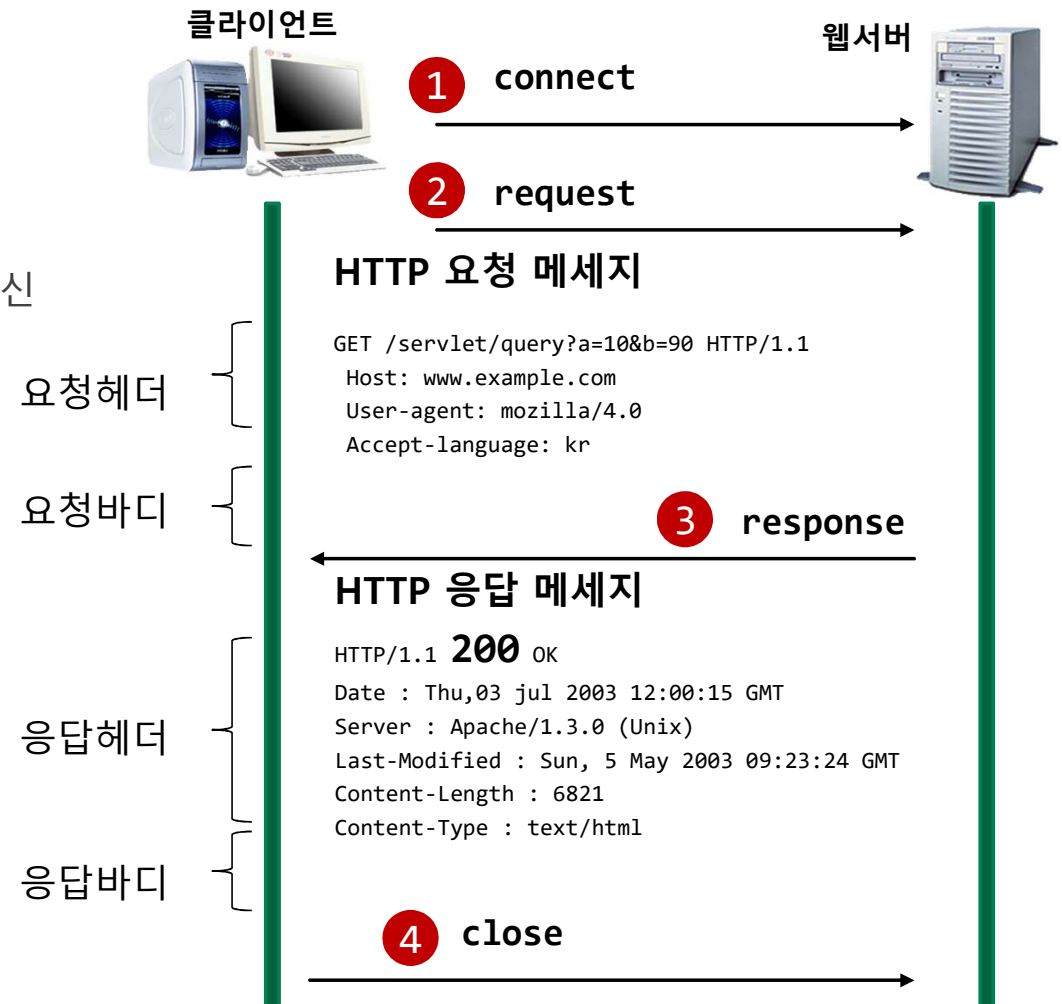 클라이언트
웹서버
1 connect
2 request
HTTP 요청 메세지
신
GET /servlet/query?a=10&b=90 HTTP/1.1
Host: www.example.com
User-agent: mozilla/4.0
Accept-language: kr
요청헤더
요청바디
3 response
HTTP 응답 메세지
HTTP/1.1 200 OK
Date : Thu,03 jul 2003 12:00:15 GMT
Server : Apache/1.3.0 (Unix)
Last-Modified : Sun, 5 May 2003 09:23:24 GMT
Content-Length : 6821
Content-Type : text/html
응답헤더
응답바디
4 close